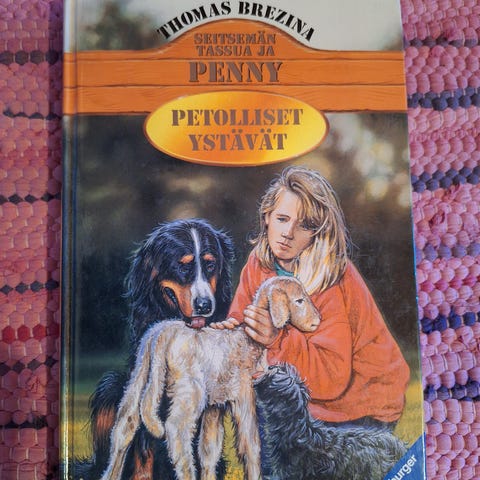 THOMAS BREZINA
SEITSEMÄN
TASSUA JA
PENNY
PETOLLISET
YSTÄVÄT